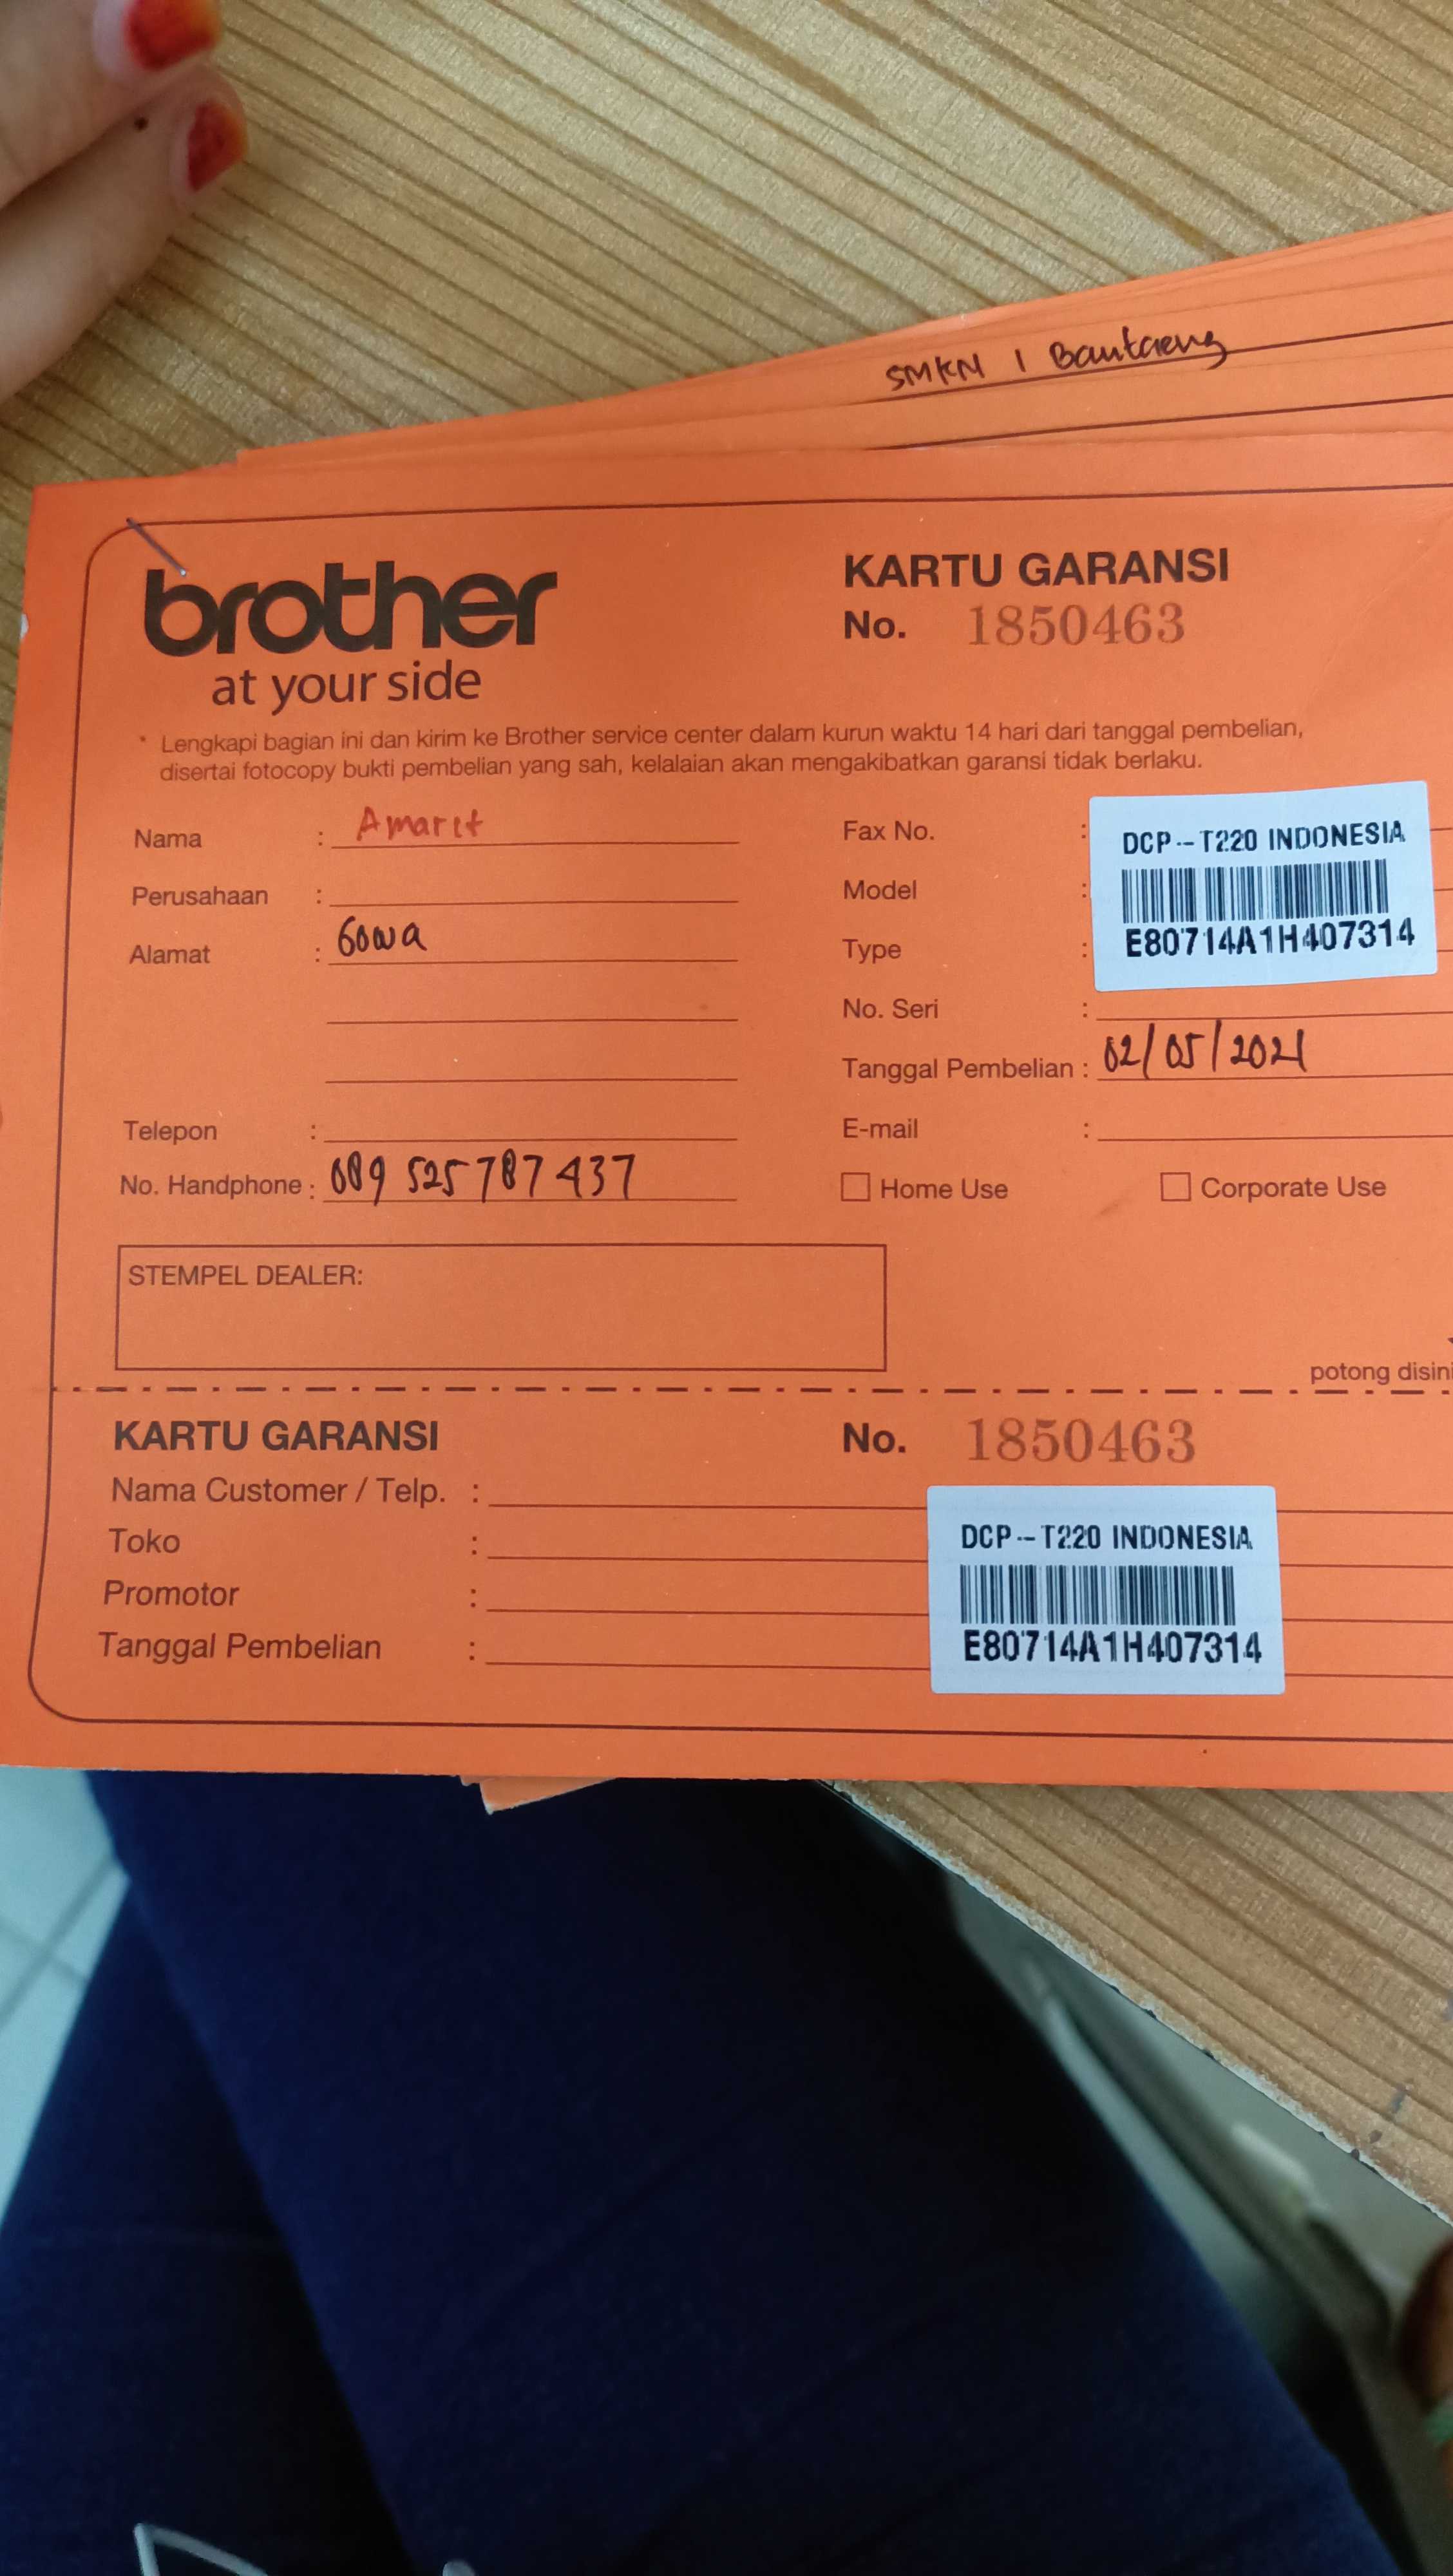 SMKN 1 Bantaeng
brother
at your side
KARTU GARANSI
No. 1850463
* Lengkapi bagian ini dan kirim ke Brother service center dalam kurun waktu 14 hari dari tanggal pembelian,
disertai fotocopy bukti pembelian yang sah, kelalaian akan mengakibatkan garansi tidak berlaku.
Nama : Amarit
Perusahaan :
Alamat : Gowa
Telepon :
No. Handphone : 089 525 787 437
Fax No. :
Model :
Type :
DCP-T220 INDONESIA
E80714A1H407314
No. Seri :
Tanggal Pembelian : 02/05/2021
E-mail :
Home Use Corporate Use
STEMPEL DEALER:
potong disini
KARTU GARANSI No. 1850463
Nama Customer / Telp. :
Toko :
Promotor :
Tanggal Pembelian :
DCP-T220 INDONESIA
E80714A1H407314